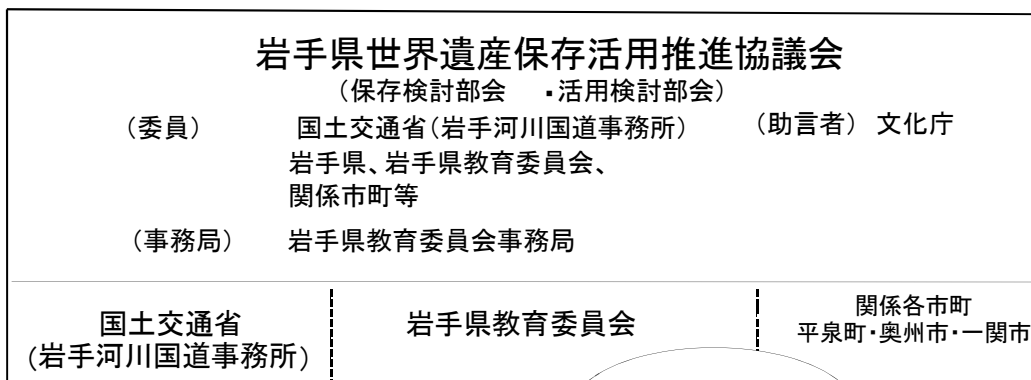 岩手県世界遺産保存活用推進協議会
（保存検討部会　・活用検討部会）
（委員）　国土交通省（岩手河川国道事務所）　（助言者） 文化庁
岩手県、岩手県教育委員会、
関係市町等
（事務局）　岩手県教育委員会事務局
国土交通省
（岩手河川国道事務所）
岩手県教育委員会
関係各市町
平泉町・奥州市・一関市